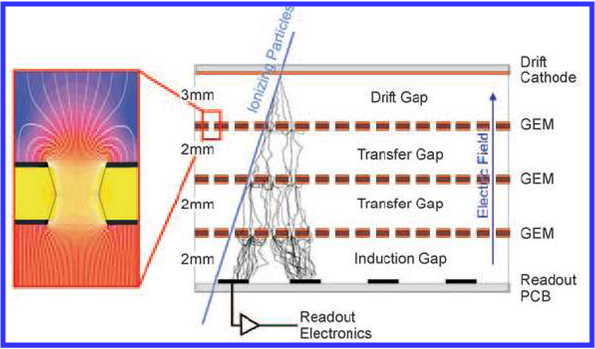 Ionizing Particles
Drift
Cathode
3mm
Drift Gap
GEM
2mm
Transfer Gap
GEM
2mm
Transfer Gap
Electric Field
GEM
2mm
Induction Gap
Readout
PCB
Readout
Electronics